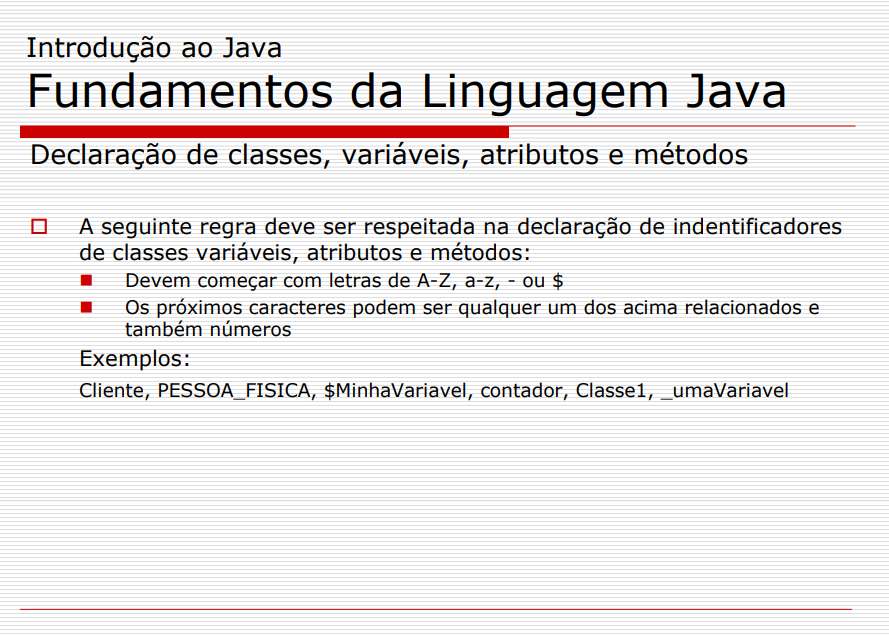 Introdução ao Java
Fundamentos da Linguagem Java
Declaração de classes, variáveis, atributos e métodos
A seguinte regra deve ser respeitada na declaração de indentificadores
de classes variáveis, atributos e métodos:
Devem começar com letras de A-Z, a-z, - ou $
Os próximos caracteres podem ser qualquer um dos acima relacionados e
também números
Exemplos:
Cliente, PESSOA_FISICA, $MinhaVariavel, contador, Classe1, _umaVariavel